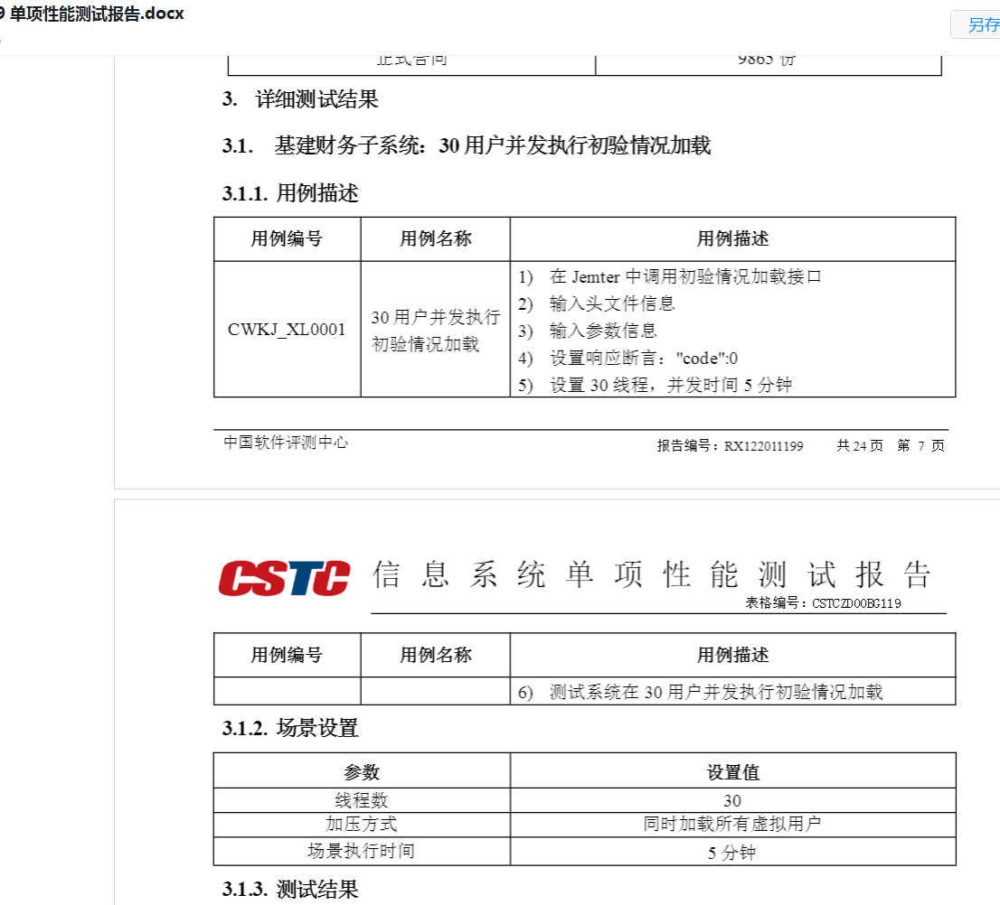 9 单项性能测试报告.docx
另存
正式合同 9865 份
3. 详细测试结果
3.1. 基建财务子系统：30 用户并发执行初验情况加载
3.1.1. 用例描述
用例编号 用例名称 用例描述
CWKJ_XL0001
30 用户并发执行
初验情况加载
1) 在 Jemter 中调用初验情况加载接口
2) 输入头文件信息
3) 输入参数信息
4) 设置响应断言："code":0
5) 设置 30 线程，并发时间 5 分钟
中国软件评测中心 报告编号：RX122011199 共 24 页 第 7 页
CSTC 信息系统单项性能测试报告
表格编号：CSTCZD00BG119
用例编号 用例名称 用例描述
6) 测试系统在 30 用户并发执行初验情况加载
3.1.2. 场景设置
参数 设置值
线程数 30
加压方式 同时加载所有虚拟用户
场景执行时间 5 分钟
3.1.3. 测试结果